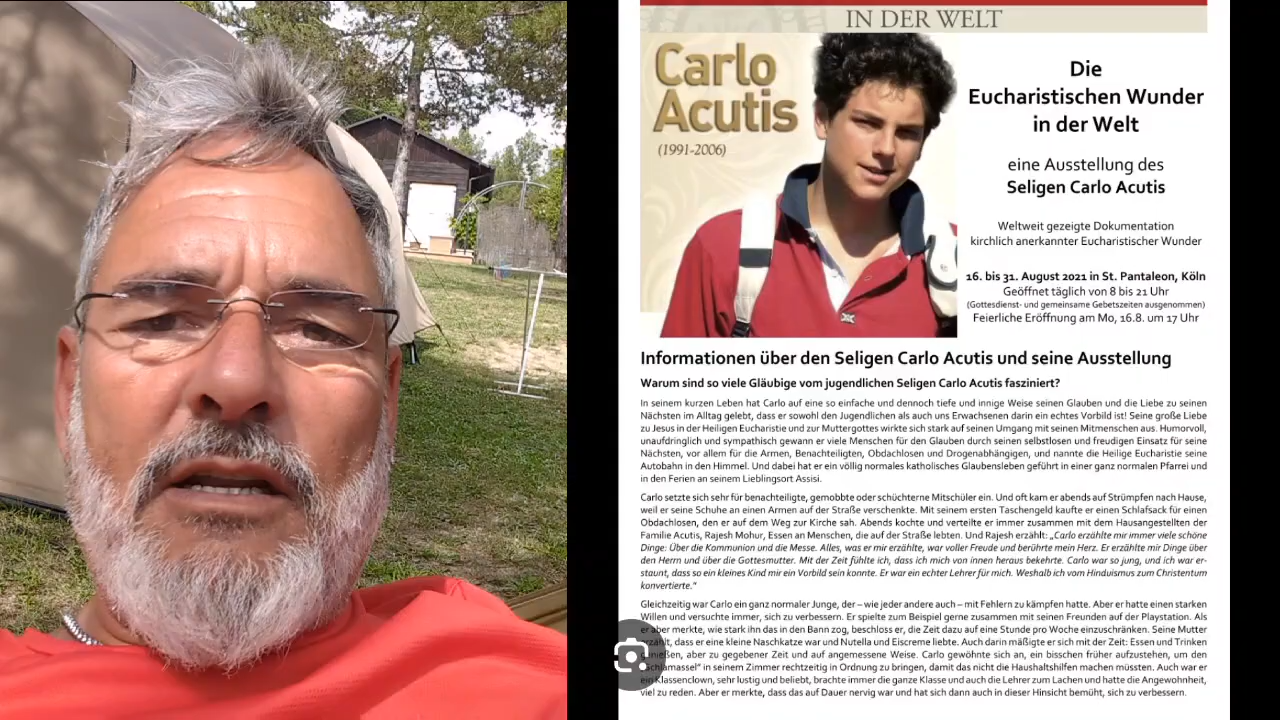 IN DER WELT
Carlo
Acutis
(1991-2006)
Die
Eucharistischen Wunder
in der Welt
eine Ausstellung des
Seligen Carlo Acutis
Weltweit gezeigte Dokumentation
kirchlich anerkannter Eucharistischer Wunder
16. bis 31. August 2021 in St. Pantaleon, Köln
Geöffnet täglich von 8 bis 21 Uhr
(Gottesdienst- und gemeinsame Gebetszeiten ausgenommen)
Feierliche Eröffnung am Mo, 16.8. um 17 Uhr
Informationen über den Seligen Carlo Acutis und seine Ausstellung
Warum sind so viele Gläubige vom jugendlichen Seligen Carlo Acutis fasziniert?
In seinem kurzen Leben hat Carlo auf eine so einfache und dennoch tiefe und innige Weise seinen Glauben und die Liebe zu seinen
Nächsten im Alltag gelebt, dass er sowohl den Jugendlichen als auch uns Erwachsenen darin ein echtes Vorbild ist! Seine große Liebe
zu Jesus in der Heiligen Eucharistie und zur Muttergottes wirkte sich stark auf seinen Umgang mit seinen Mitmenschen aus. Humorvoll,
unaufdringlich und sympathisch gewann er viele Menschen für den Glauben durch seinen selbstlosen und freudigen Einsatz für seine
Nächsten, vor allem für die Armen, Benachteiligten, Obdachlosen und Drogenabhängigen, und nannte die Heilige Eucharistie seine
Autobahn in den Himmel. Und dabei hat er ein völlig normales katholisches Glaubensleben geführt in einer ganz normalen Pfarrei und
in den Ferien an seinem Lieblingsort Assisi.
Carlo setzte sich sehr für benachteiligte, gemobbte oder schüchterne Mitschüler ein. Und oft kam er abends auf Strümpfen nach Hause,
weil er seine Schuhe an einen Armen auf der Straße verschenkte. Mit seinem ersten Taschengeld kaufte er einen Schlafsack für einen
Obdachlosen, den er auf dem Weg zur Kirche sah. Abends kochte und verteilte er immer zusammen mit dem Hausangestellten der
Familie Acutis, Rajesh Mohur, Essen an Menschen, die auf der Straße lebten. Und Rajesh erzählt: „Carlo erzählte mir immer viele schöne
Dinge: Über die Kommunion und die Messe. Alles, was er mir erzählte, war voller Freude und berührte mein Herz. Er erzählte mir Dinge über
den Herrn und über die Gottesmutter. Mit der Zeit fühlte ich, dass ich mich von innen heraus bekehrte. Carlo war so jung, und ich war er-
staunt, dass so ein kleines Kind mir ein Vorbild sein konnte. Er war ein echter Lehrer für mich. Weshalb ich vom Hinduismus zum Christentum
konvertierte."
Gleichzeitig war Carlo ein ganz normaler Junge, der – wie jeder andere auch – mit Fehlern zu kämpfen hatte. Aber er hatte einen starken
Willen und versuchte immer, sich zu verbessern. Er spielte zum Beispiel gerne zusammen mit seinen Freunden auf der Playstation. Als
er aber merkte, wie stark ihn das in den Bann zog, beschloss er, die Zeit dazu auf eine Stunde pro Woche einzuschränken. Seine Mutter
erzählt, dass er eine kleine Naschkatze war und Nutella und Eiscreme liebte. Auch darin mäßigte er sich mit der Zeit: Essen und Trinken
genießen, aber zu gegebener Zeit und auf angemessene Weise. Carlo gewöhnte sich an, ein bisschen früher aufzustehen, um den
„Schlamassel" in seinem Zimmer rechtzeitig in Ordnung zu bringen, damit das nicht die Haushaltshilfen machen müssten. Auch war er
ein Klassenclown, sehr lustig und beliebt, brachte immer die ganze Klasse und auch die Lehrer zum Lachen und hatte die Angewohnheit,
viel zu reden. Aber er merkte, dass das auf Dauer nervig war und hat sich dann auch in dieser Hinsicht bemüht, sich zu verbessern.